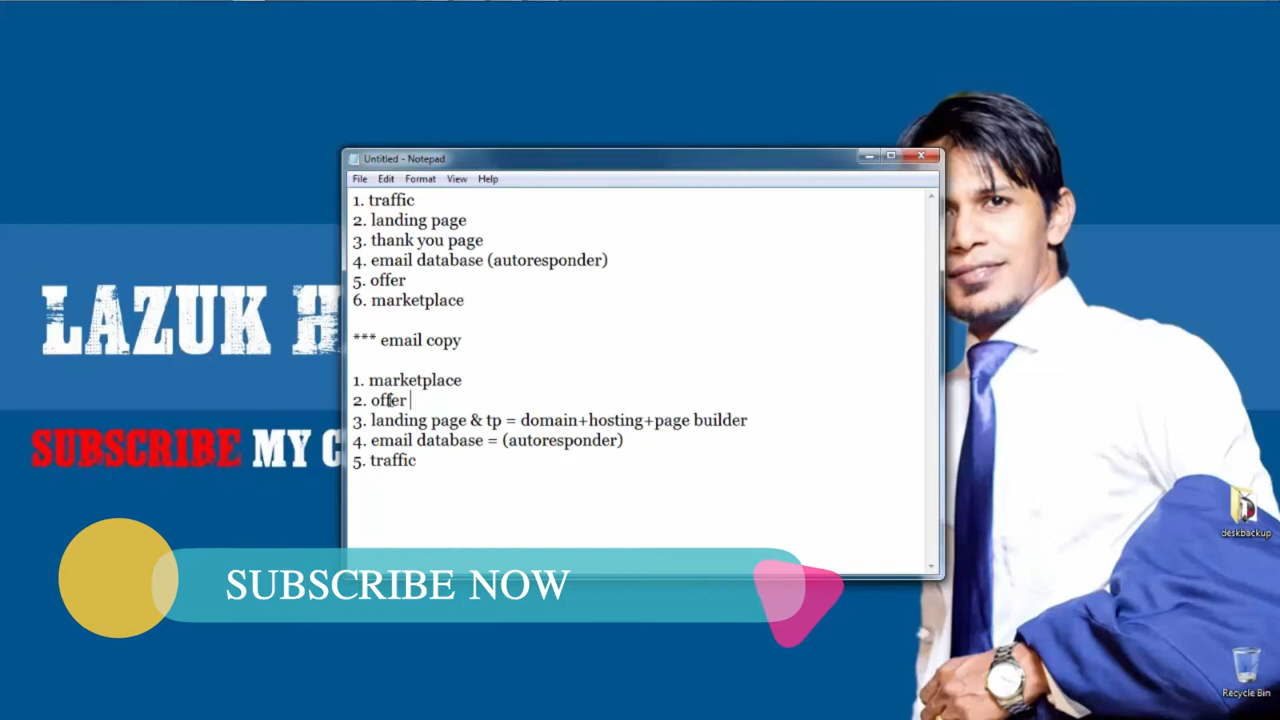 Untitled - Notepad
File Edit Format View Help
1. traffic
2. landing page
3. thank you page
4. email database (autoresponder)
5. offer
6. marketplace
*** email copy
1. marketplace
2. offer
3. landing page & tp = domain+hosting+page builder
4. email database = (autoresponder)
5. traffic
LAZUK H
SUBSCRIBE MY C
SUBSCRIBE NOW
deskbackup
Recycle Bin